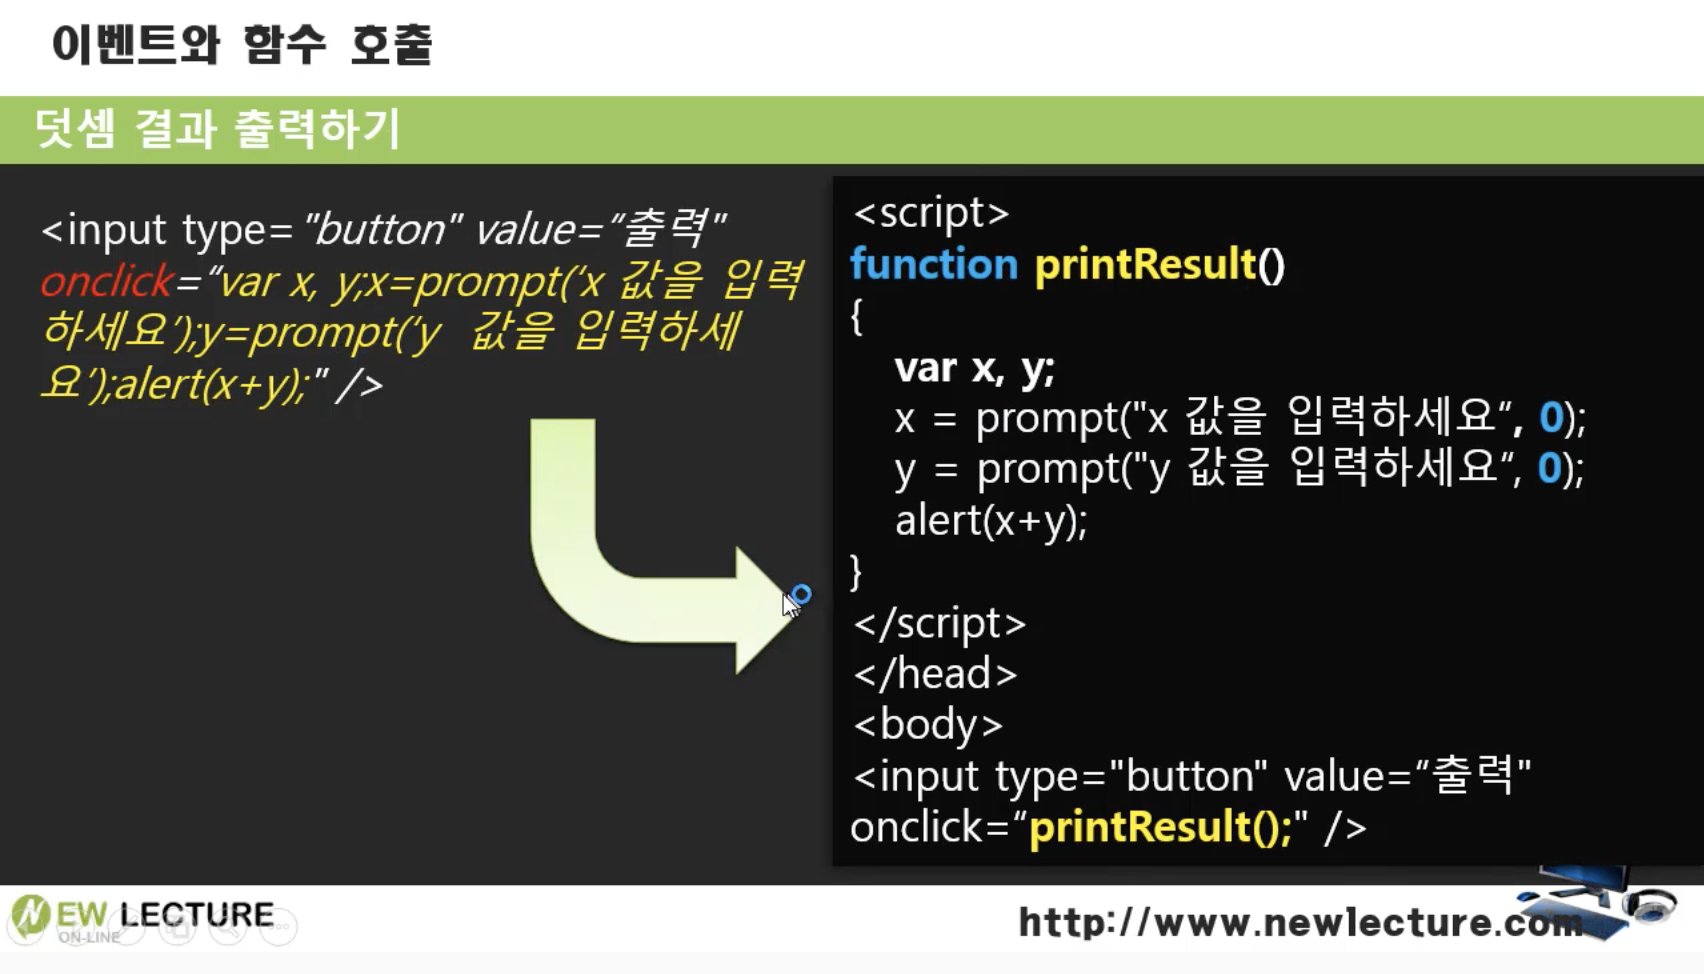 이벤트와 함수 호출
덧셈 결과 출력하기
<input type="button" value=“출력"
onclick=“var x, y;x=prompt(‘x 값을 입력
하세요’);y=prompt(‘y 값을 입력하세
요’);alert(x+y);" />
<script>
function printResult()
{
var x, y;
x = prompt("x 값을 입력하세요“, 0);
y = prompt("y 값을 입력하세요“, 0);
alert(x+y);
}
</script>
</head>
<body>
<input type="button" value=“출력"
onclick=“printResult();" />
NEW LECTURE
ON-LINE
http://www.newlecture.com